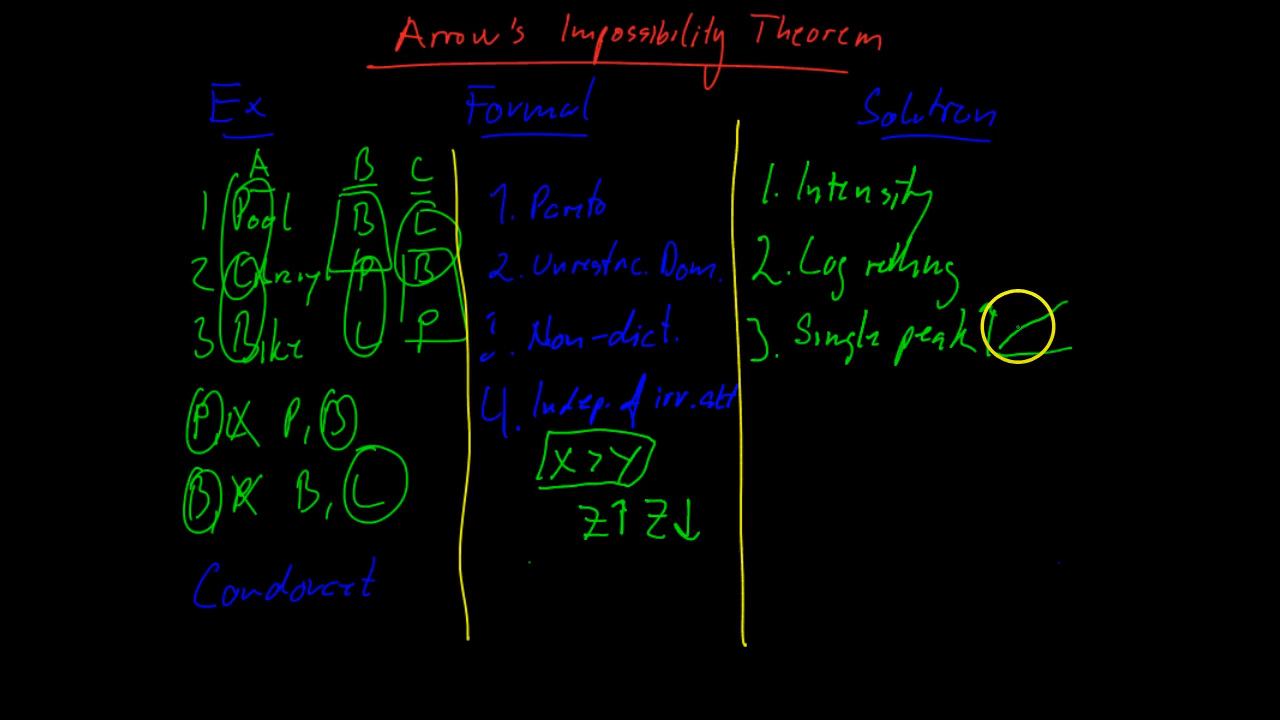 Arrow's Impossibility Theorem
Ex
A B C
1 Pool B L
2 P B
3 Bike L P
P, X P, B
B, X B, L
Formal
1. Pareto
2. Unrestric. Dom.
3. Non-dict.
4. Indep. of irr. alt
X > Y
Z↑ Z↓
Solution
1. Intensity
2. Log rolling
3. Single peak